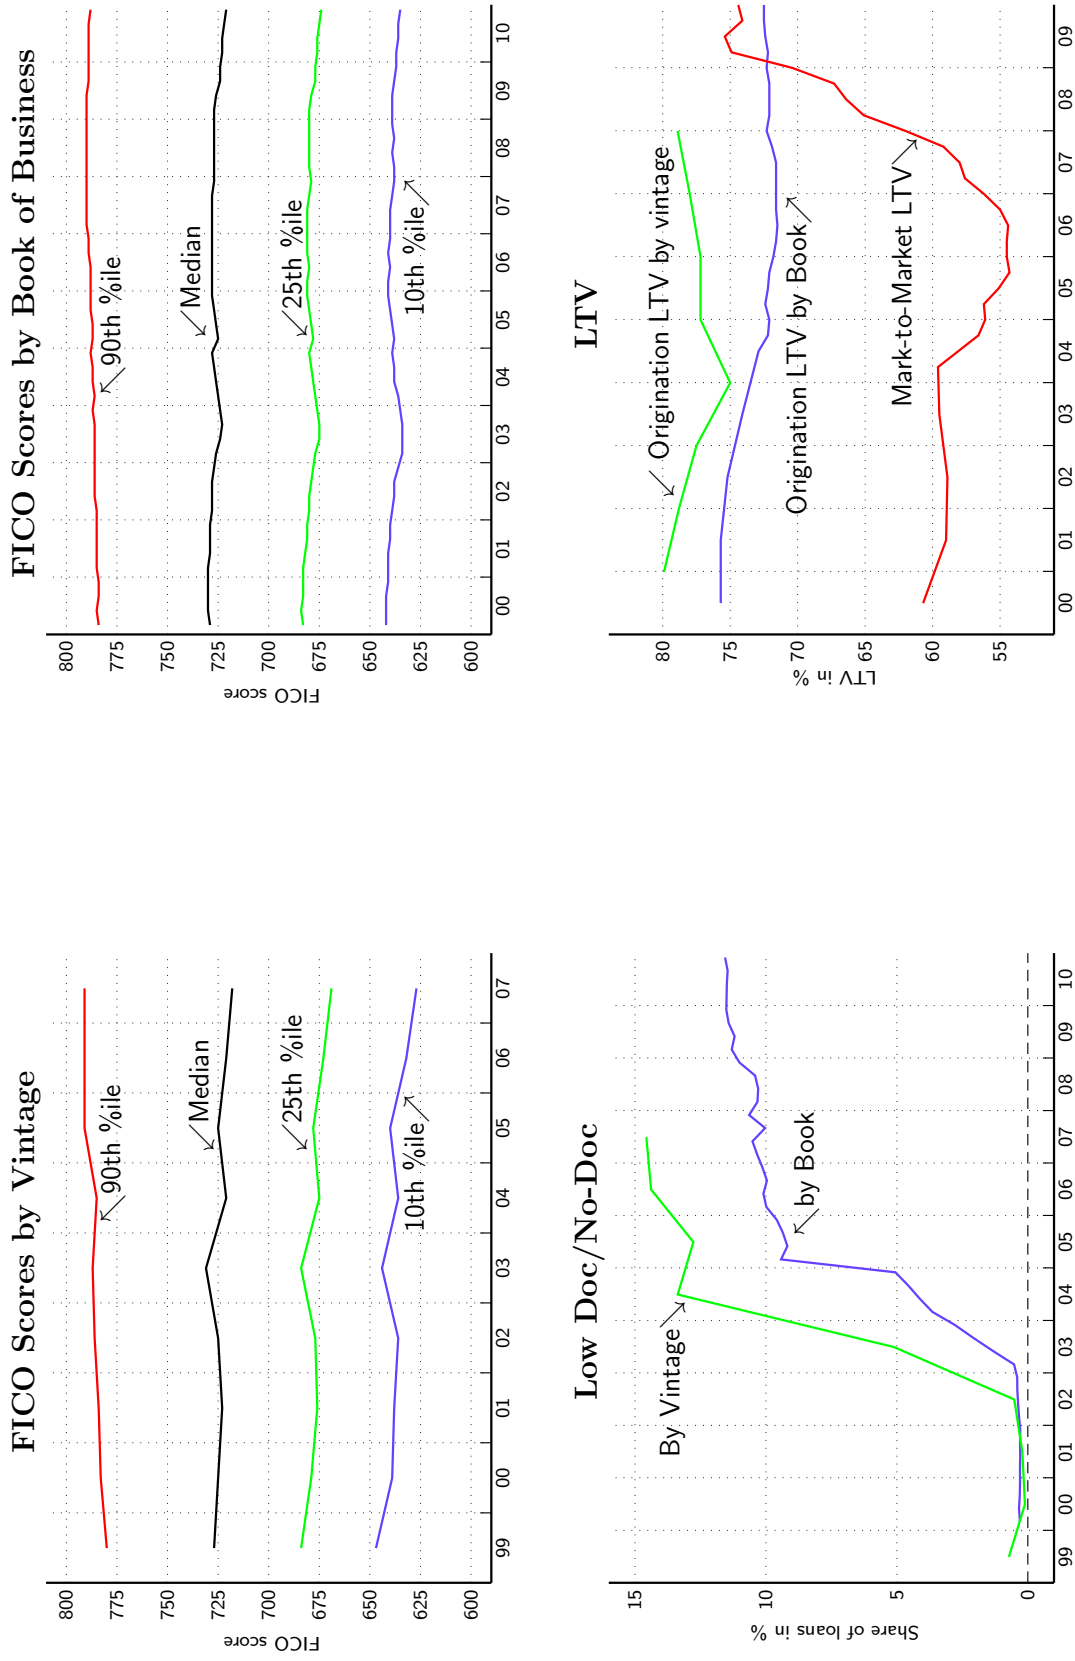 FICO Scores by Vintage
800
775
750
725
700
675
650
625
600
FICO score
90th %ile
Median
25th %ile
10th %ile
99 00 01 02 03 04 05 06 07
FICO Scores by Book of Business
800
775
750
725
700
675
650
625
600
FICO score
90th %ile
Median
25th %ile
10th %ile
00 01 02 03 04 05 06 07 08 09 10
Low Doc/No-Doc
15
10
5
0
Share of loans in %
By Vintage
by Book
99 00 01 02 03 04 05 06 07 08 09 10
LTV
80
75
70
65
60
55
LTV in %
Origination LTV by vintage
Origination LTV by Book
Mark-to-Market LTV
00 01 02 03 04 05 06 07 08 09